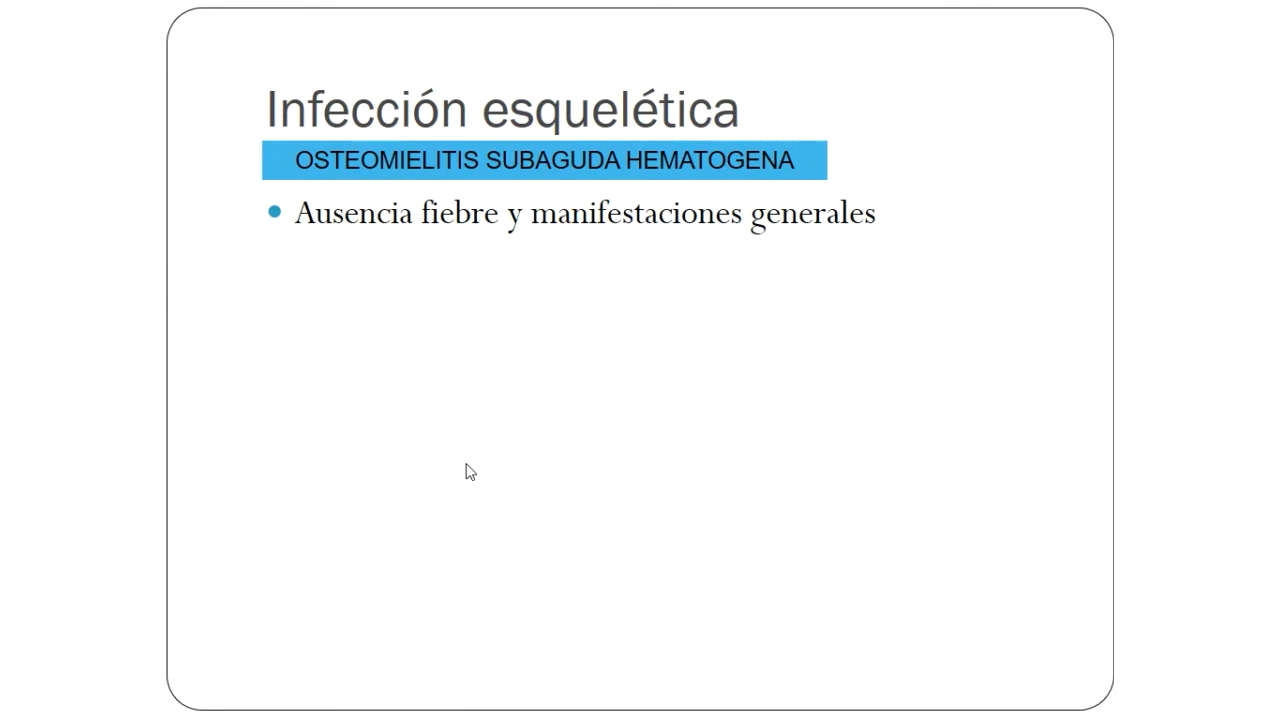 Infección esquelética
OSTEOMIELITIS SUBAGUDA HEMATOGENA
Ausencia fiebre y manifestaciones generales